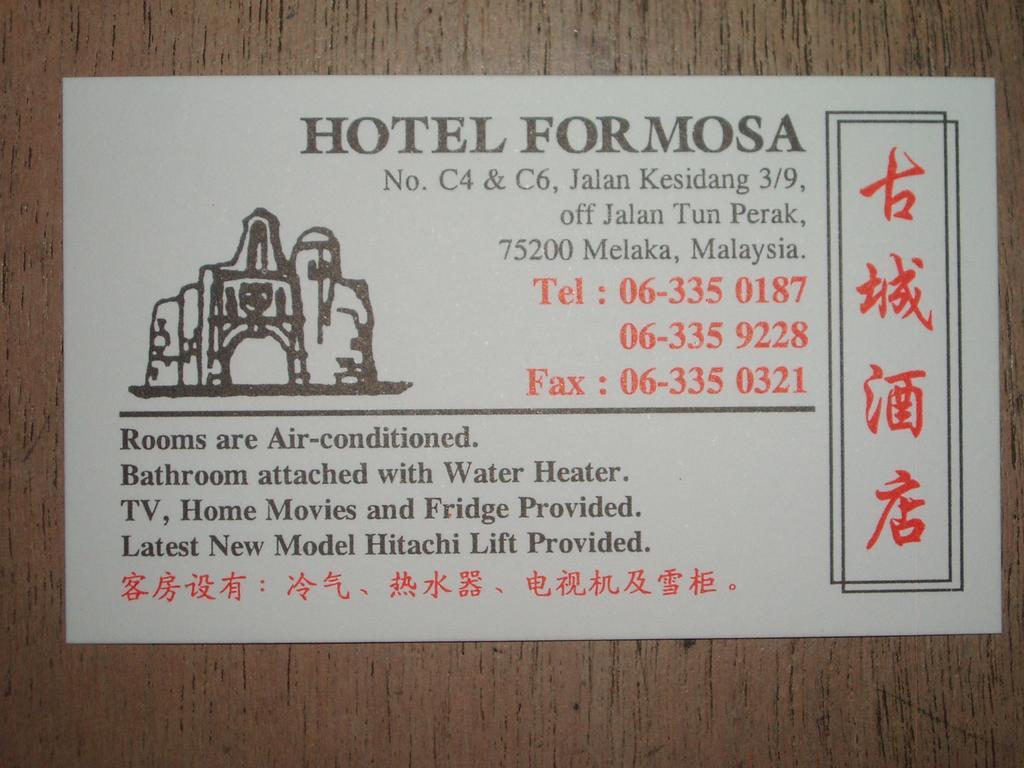 HOTEL FORMOSA
No. C4 & C6, Jalan Kesidang 3/9,
off Jalan Tun Perak,
75200 Melaka, Malaysia.
Tel : 06-335 0187
06-335 9228
Fax : 06-335 0321
Rooms are Air-conditioned.
Bathroom attached with Water Heater.
TV, Home Movies and Fridge Provided.
Latest New Model Hitachi Lift Provided.
客房设有：冷气、热水器、电视机及雪柜。
古城酒店